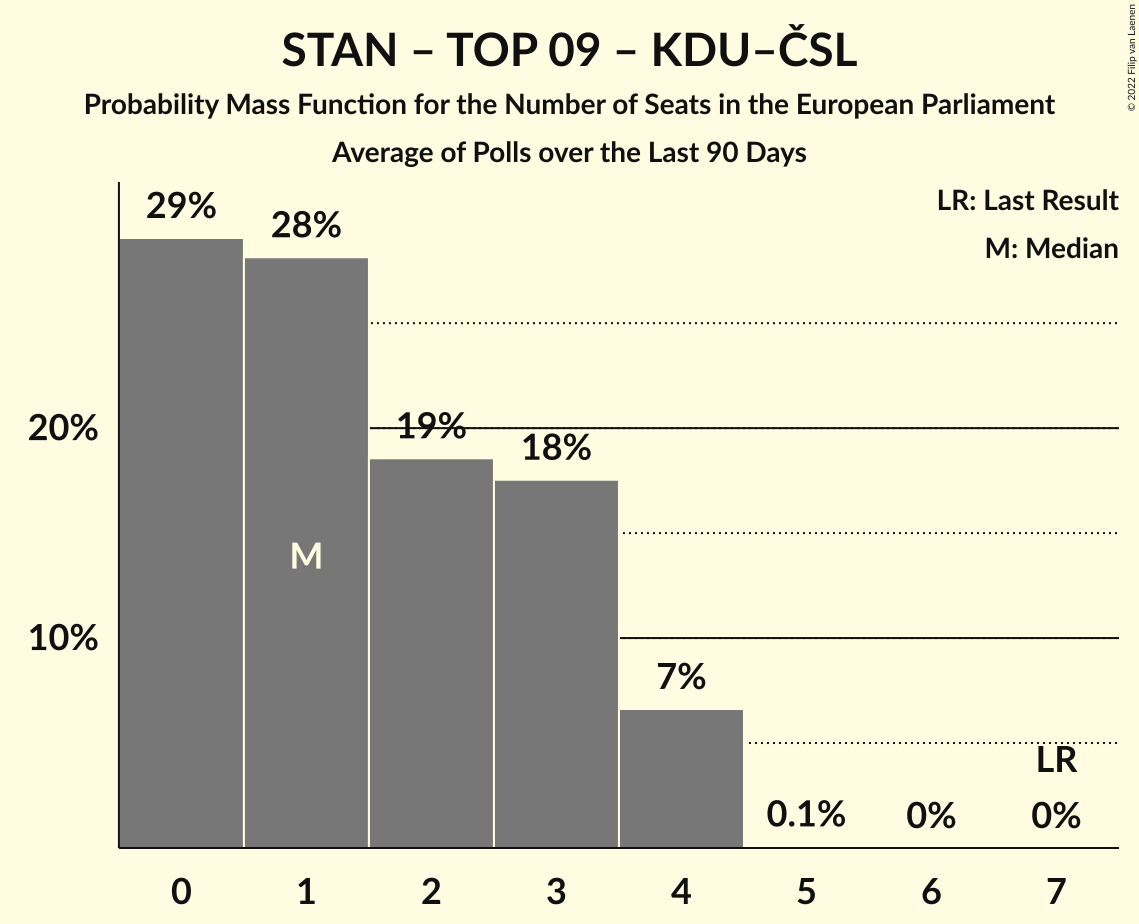 STAN – TOP 09 – KDU–ČSL
Probability Mass Function for the Number of Seats in the European Parliament
Average of Polls over the Last 90 Days
© 2022 Filip van Laenen
LR: Last Result
M: Median
29%
28%
20%
19%
18%
M
10%
7%
LR
0.1%
0%
0%
0 1 2 3 4 5 6 7